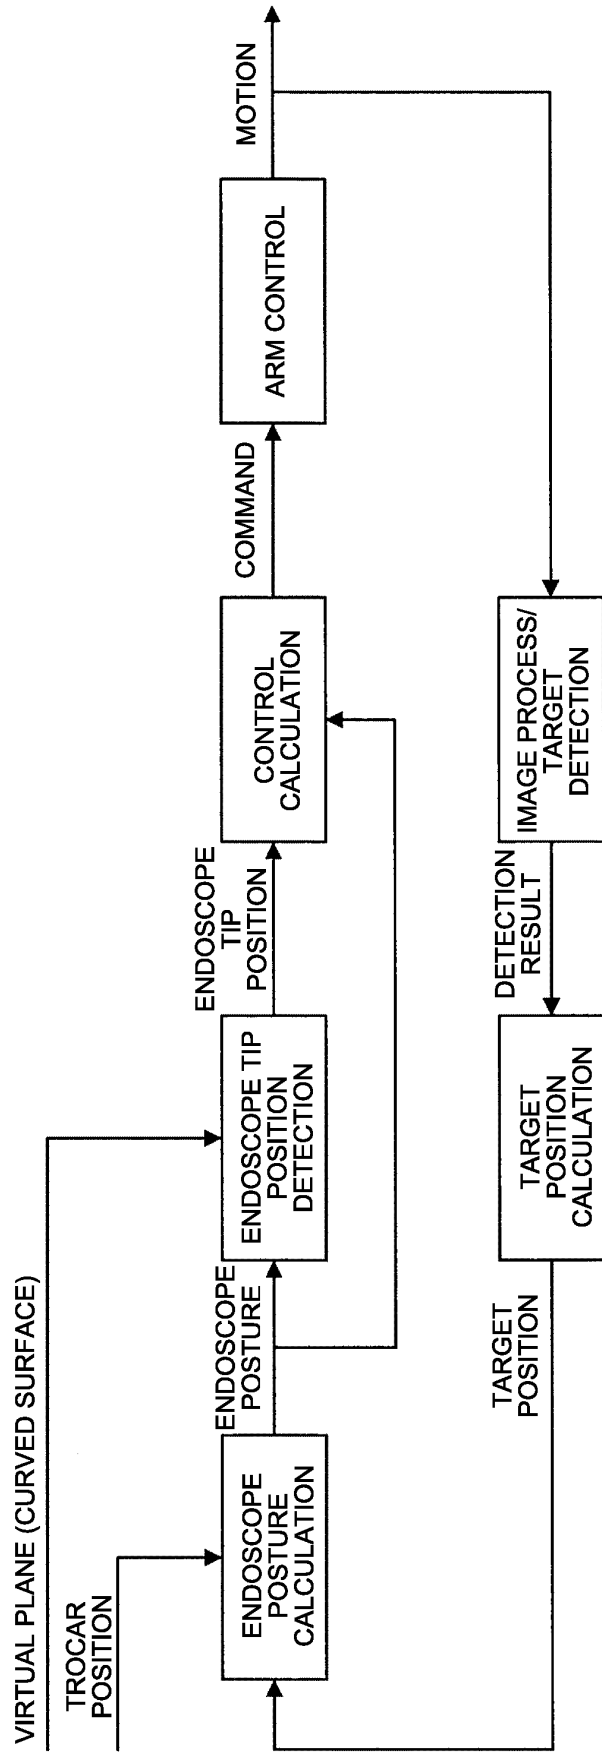 VIRTUAL PLANE (CURVED SURFACE)
TROCAR
POSITION
ENDOSCOPE
POSTURE
CALCULATION
ENDOSCOPE
POSTURE
ENDOSCOPE TIP
POSITION
DETECTION
ENDOSCOPE
TIP
POSITION
CONTROL
CALCULATION
COMMAND
ARM CONTROL
MOTION
TARGET
POSITION
TARGET
POSITION
CALCULATION
DETECTION
RESULT
IMAGE PROCESS/
TARGET
DETECTION